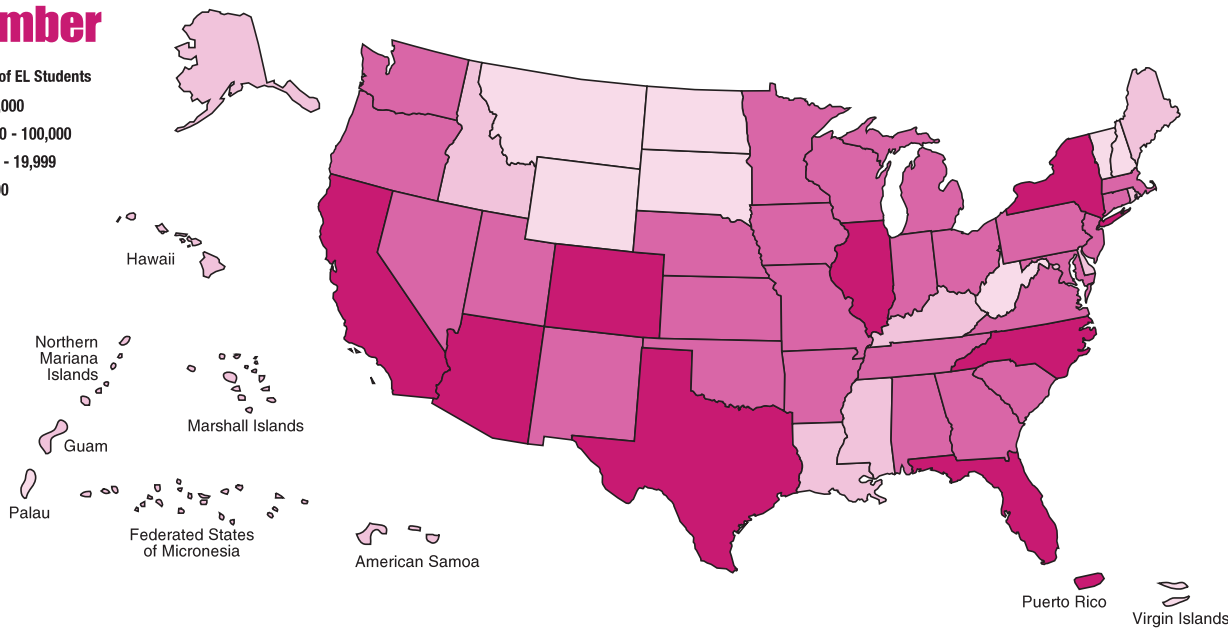 mber
of EL Students
,000
0 - 100,000
- 19,999
00
Hawaii
Northern
Mariana
Islands
Marshall Islands
Guam
Palau
Federated States
of Micronesia
American Samoa
Puerto Rico
Virgin Islands